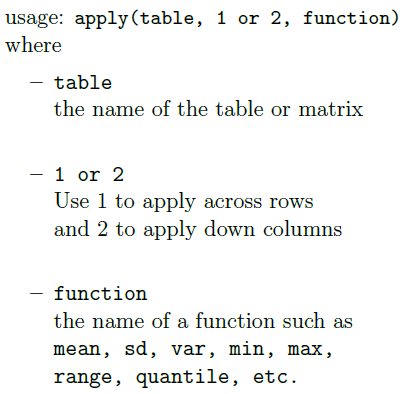 usage: apply(table, 1 or 2, function)
where
– table
the name of the table or matrix
– 1 or 2
Use 1 to apply across rows
and 2 to apply down columns
– function
the name of a function such as
mean, sd, var, min, max,
range, quantile, etc.